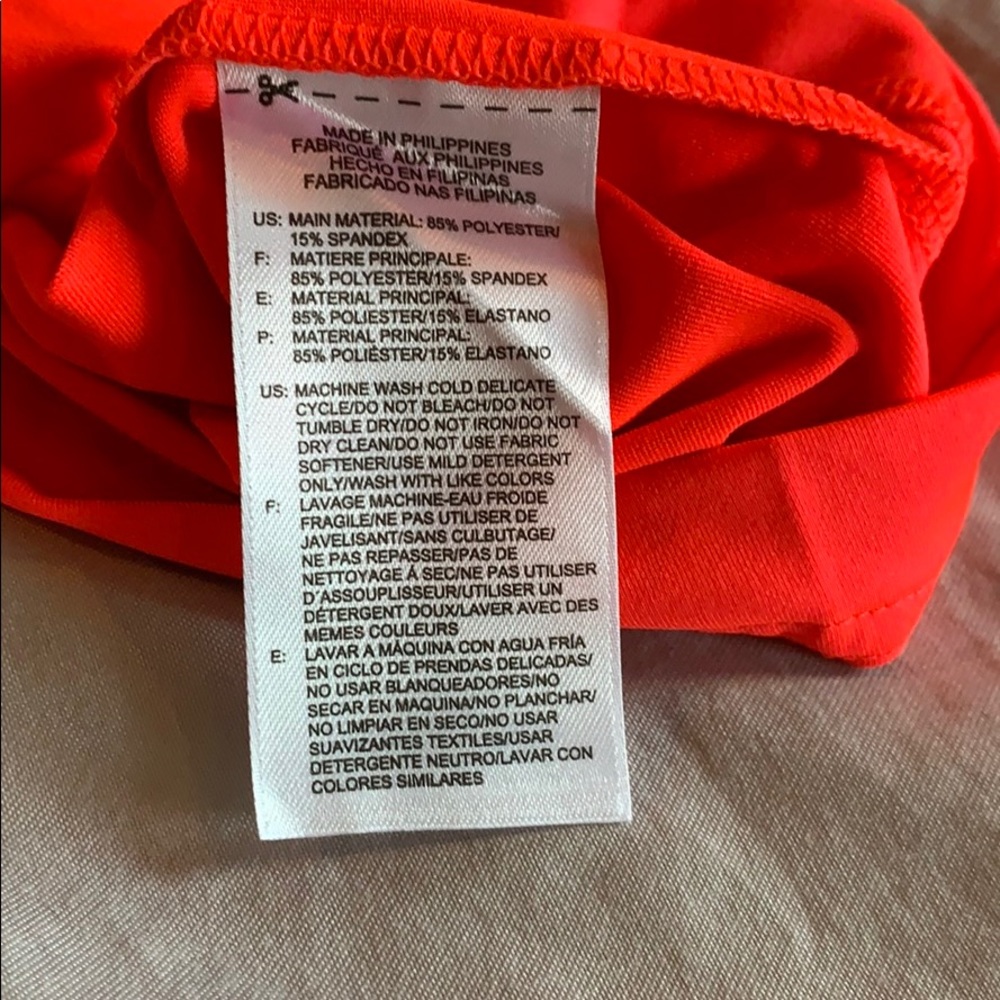 MADE IN PHILIPPINES
FABRIQUÉ AUX PHILIPPINES
HECHO EN FILIPINAS
FABRICADO NAS FILIPINAS
US: MAIN MATERIAL: 85% POLYESTER/
15% SPANDEX
F: MATIERE PRINCIPALE:
85% POLYESTER/15% SPANDEX
E: MATERIAL PRINCIPAL:
85% POLIESTER/15% ELASTANO
P: MATERIAL PRINCIPAL:
85% POLIÉSTER/15% ELASTANO
US: MACHINE WASH COLD DELICATE
CYCLE/DO NOT BLEACH/DO NOT
TUMBLE DRY/DO NOT IRON/DO NOT
DRY CLEAN/DO NOT USE FABRIC
SOFTENER/USE MILD DETERGENT
ONLY/WASH WITH LIKE COLORS
F: LAVAGE MACHINE-EAU FROIDE
FRAGILE/NE PAS UTILISER DE
JAVELISANT/SANS CULBUTAGE/
NE PAS REPASSER/PAS DE
NETTOYAGE Á SEC/NE PAS UTILISER
D´ASSOUPLISSEUR/UTILISER UN
DÉTERGENT DOUX/LAVER AVEC DES
MEMES COULEURS
E: LAVAR A MÁQUINA CON AGUA FRÍA
EN CICLO DE PRENDAS DELICADAS/
NO USAR BLANQUEADORES/NO
SECAR EN MAQUINA/NO PLANCHAR/
NO LIMPIAR EN SECO/NO USAR
SUAVIZANTES TEXTILES/USAR
DETERGENTE NEUTRO/LAVAR CON
COLORES SIMILARES